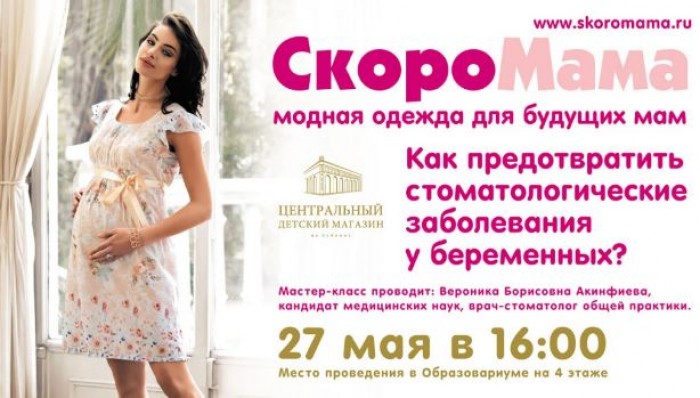 www.skoromama.ru
СкороМама
модная одежда для будущих мам
Как предотвратить
стоматологические
заболевания
у беременных?
ЦЕНТРАЛЬНЫЙ
ДЕТСКИЙ МАГАЗИН
НА ЛУБЯНКЕ
Мастер-класс проводит: Вероника Борисовна Акинфиева,
кандидат медицинских наук, врач-стоматолог общей практики.
27 мая в 16:00
Место проведения в Образовариуме на 4 этаже